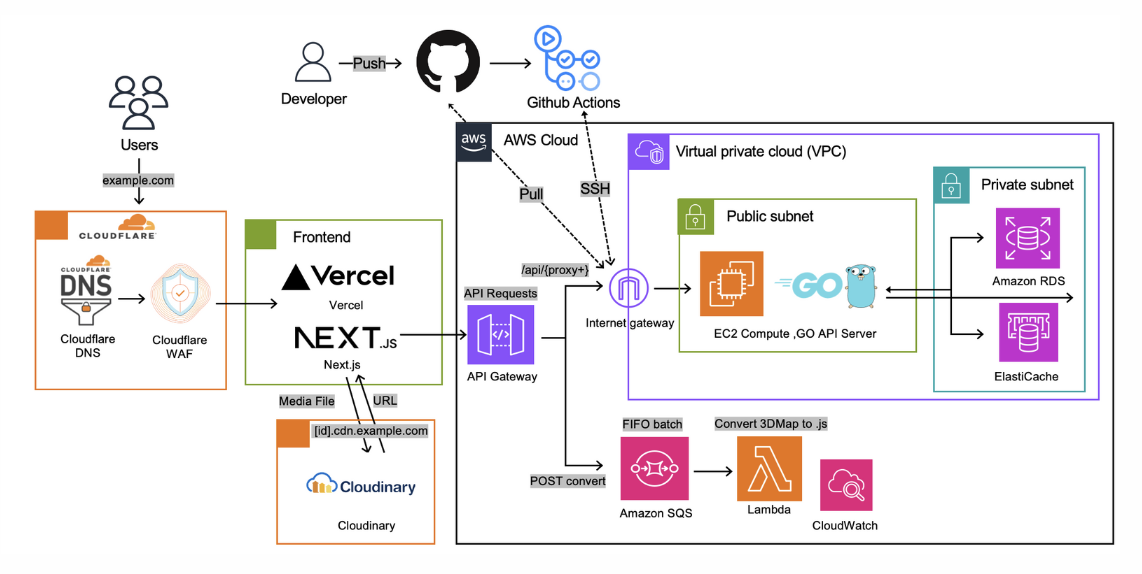 Push
Developer
Github Actions
Users
example.com
CLOUDFLARE
CLOUDFLARE
DNS
Cloudflare
DNS
Cloudflare
WAF
Frontend
Vercel
Vercel
NEXT.JS
Next.js
Media File
URL
[id].cdn.example.com
Cloudinary
Cloudinary
aws
AWS Cloud
Pull
SSH
/api/{proxy+}
API Requests
API Gateway
Virtual private cloud (VPC)
Internet gateway
Public subnet
GO
EC2 Compute ,GO API Server
Private subnet
Amazon RDS
ElastiCache
POST convert
FIFO batch
Amazon SQS
Convert 3DMap to .js
Lambda
CloudWatch